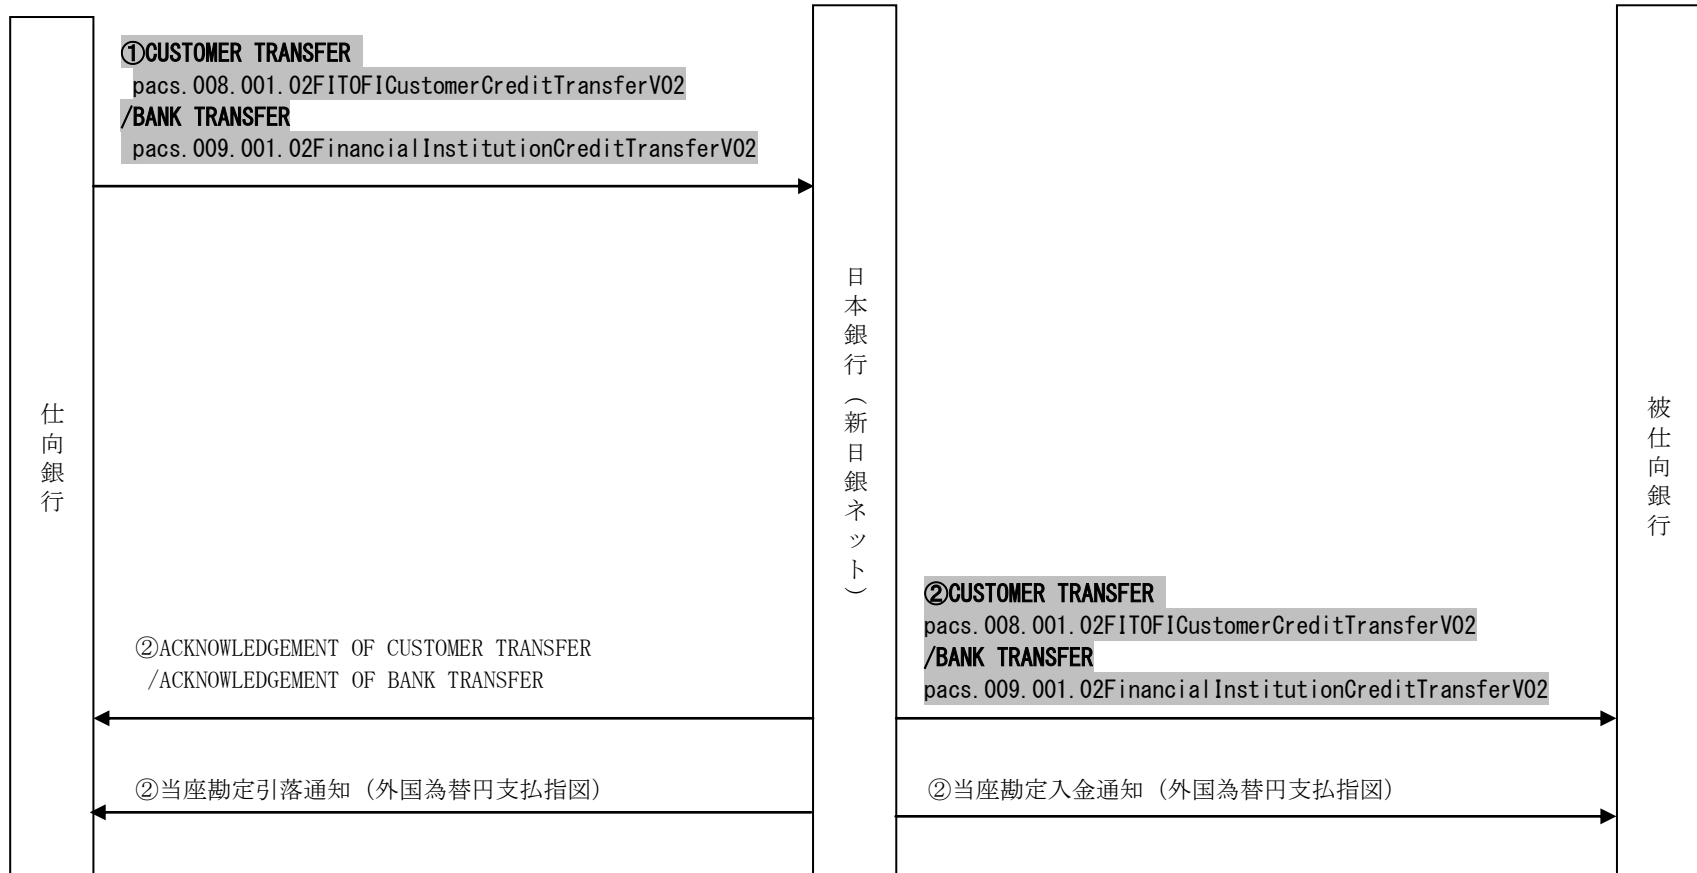 ①CUSTOMER TRANSFER
pacs.008.001.02FITOFICustomerCreditTransferV02
/BANK TRANSFER
pacs.009.001.02FinancialInstitutionCreditTransferV02
仕向銀行
日本銀行（新日銀ネット）
被仕向銀行
②ACKNOWLEDGEMENT OF CUSTOMER TRANSFER
/ACKNOWLEDGEMENT OF BANK TRANSFER
②CUSTOMER TRANSFER
pacs.008.001.02FITOFICustomerCreditTransferV02
/BANK TRANSFER
pacs.009.001.02FinancialInstitutionCreditTransferV02
②当座勘定引落通知（外国為替円支払指図）
②当座勘定入金通知（外国為替円支払指図）